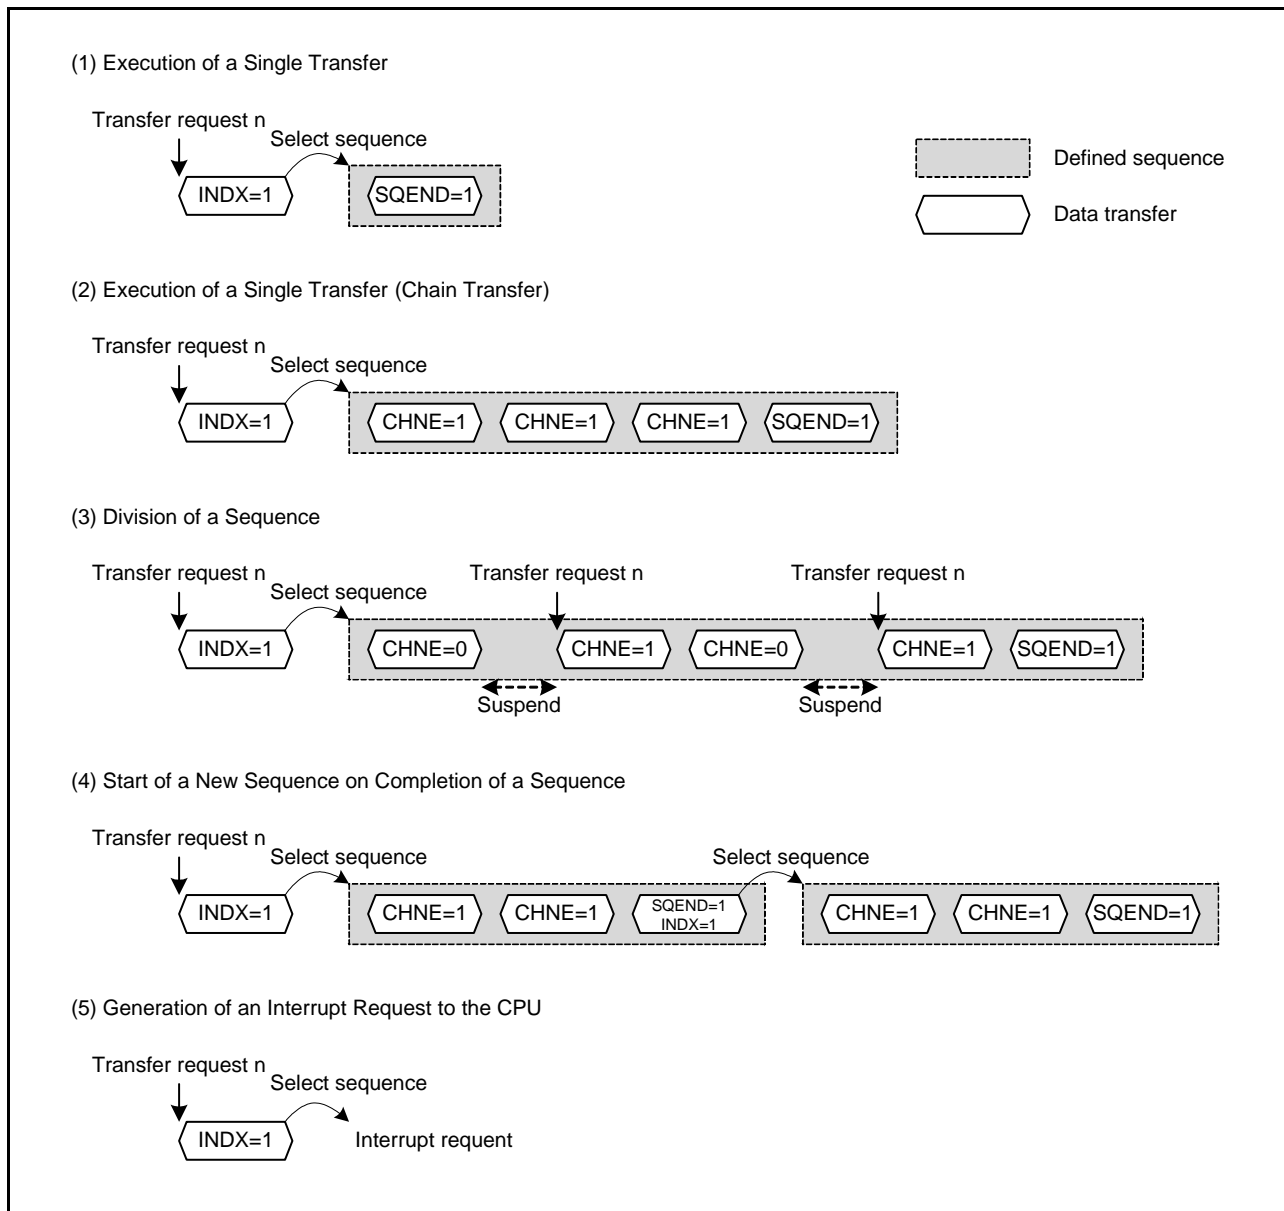 (1) Execution of a Single Transfer
Transfer request n
Select sequence
INDX=1
SQEND=1
Defined sequence
Data transfer
(2) Execution of a Single Transfer (Chain Transfer)
Transfer request n
Select sequence
INDX=1
CHNE=1
CHNE=1
CHNE=1
SQEND=1
(3) Division of a Sequence
Transfer request n
Select sequence
Transfer request n
Transfer request n
INDX=1
CHNE=0
CHNE=1
CHNE=0
CHNE=1
SQEND=1
Suspend
Suspend
(4) Start of a New Sequence on Completion of a Sequence
Transfer request n
Select sequence
Select sequence
INDX=1
CHNE=1
CHNE=1
SQEND=1
INDX=1
CHNE=1
CHNE=1
SQEND=1
(5) Generation of an Interrupt Request to the CPU
Transfer request n
Select sequence
INDX=1
Interrupt requent